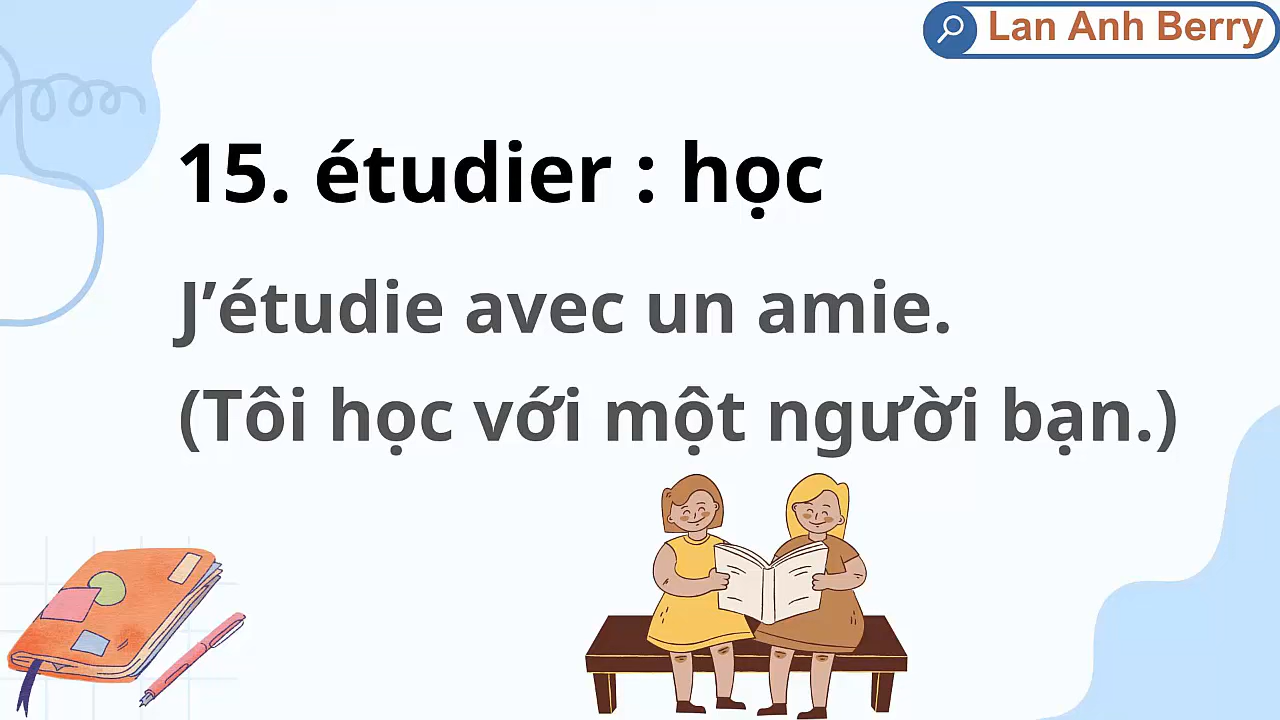 Lan Anh Berry
15. étudier : học
J’étudie avec un amie.
(Tôi học với một người bạn.)